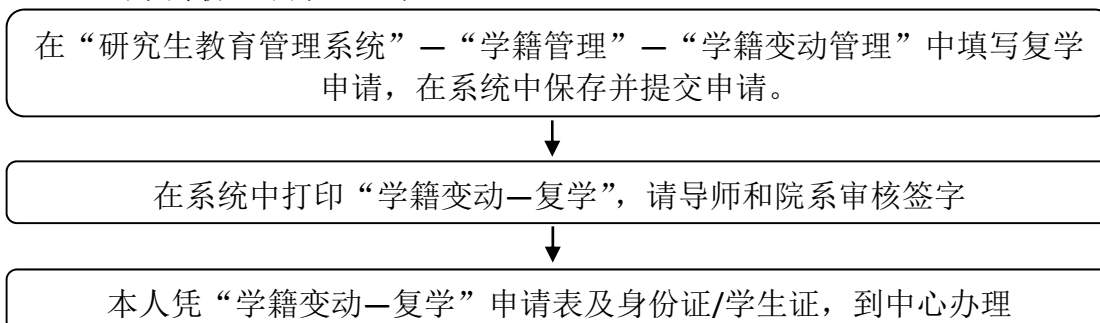 在“研究生教育管理系统”—“学籍管理”—“学籍变动管理”中填写复学
申请，在系统中保存并提交申请。
在系统中打印“学籍变动—复学”，请导师和院系审核签字
本人凭“学籍变动—复学”申请表及身份证/学生证，到中心办理